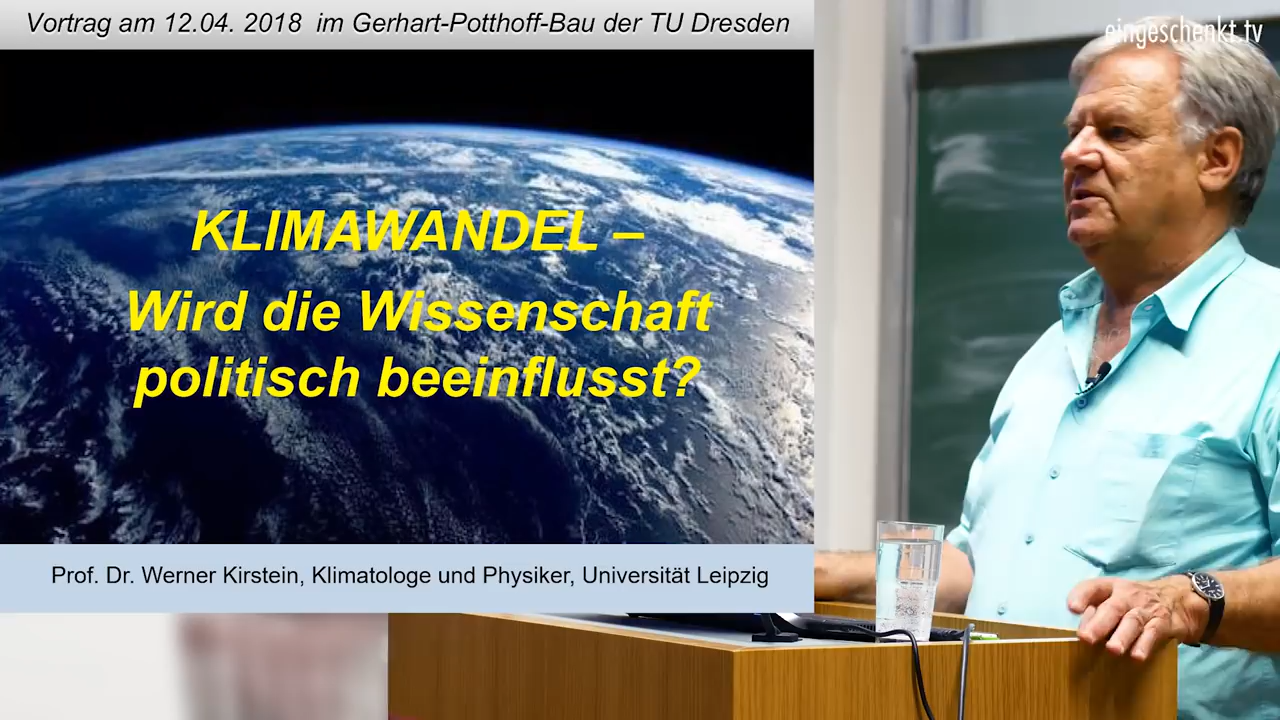 Vortrag am 12.04. 2018 im Gerhart-Potthoff-Bau der TU Dresden
eingeschenkt.tv
KLIMAWANDEL –
Wird die Wissenschaft
politisch beeinflusst?
Prof. Dr. Werner Kirstein, Klimatologe und Physiker, Universität Leipzig